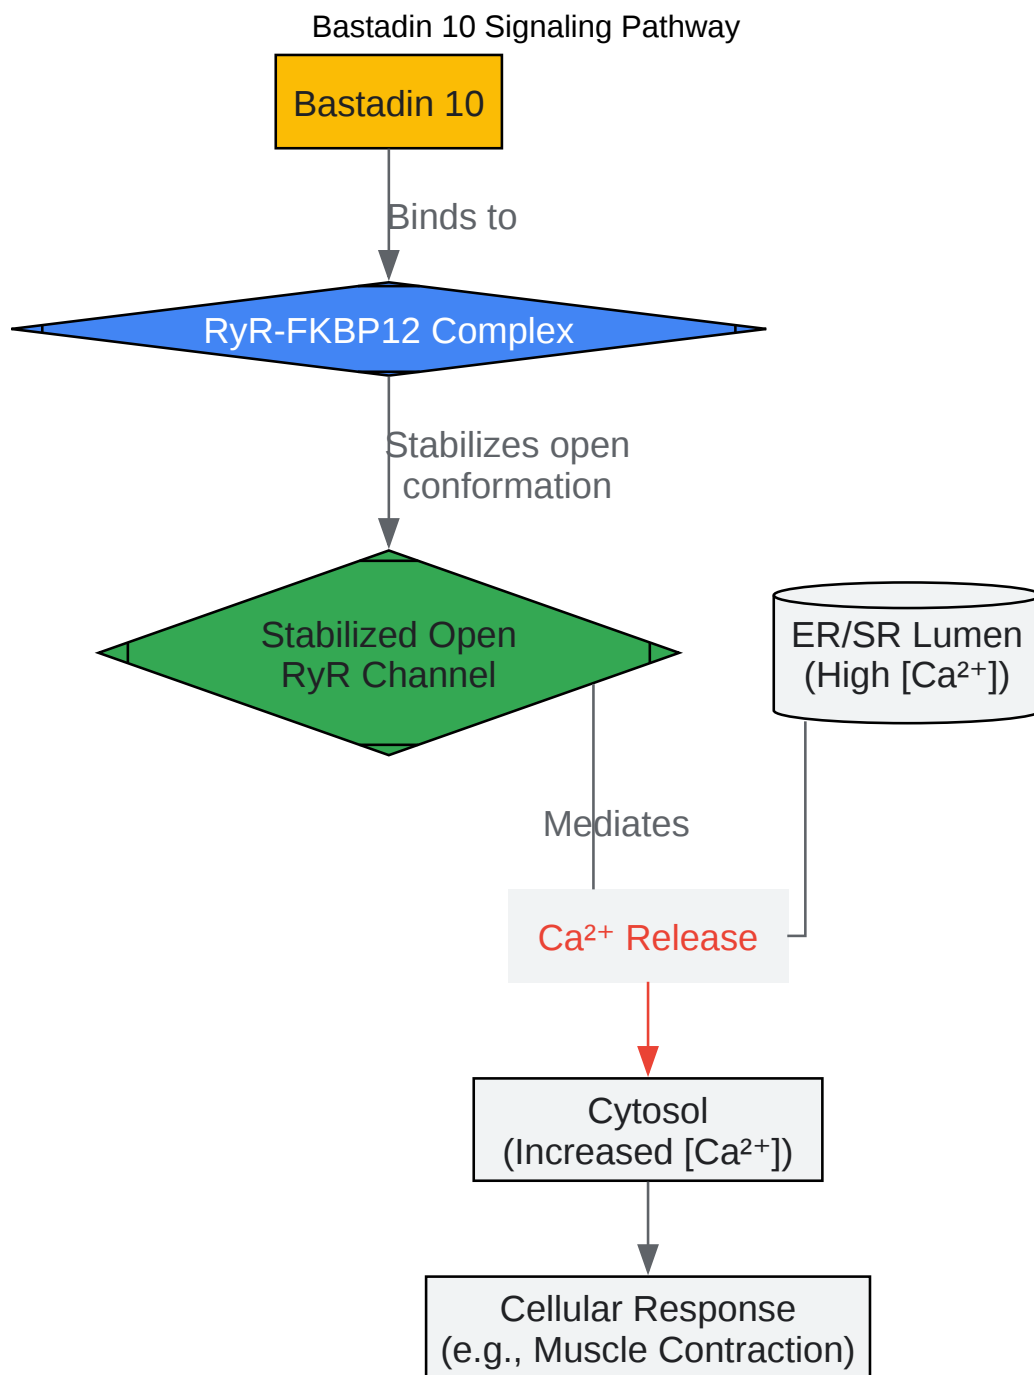 Bastadin 10 Signaling Pathway
Bastadin 10
Binds to
RyR-FKBP12 Complex
Stabilizes open
conformation
Stabilized Open
RyR Channel
ER/SR Lumen
(High [Ca²⁺])
Mediates
Ca²⁺ Release
Cytosol
(Increased [Ca²⁺])
Cellular Response
(e.g., Muscle Contraction)